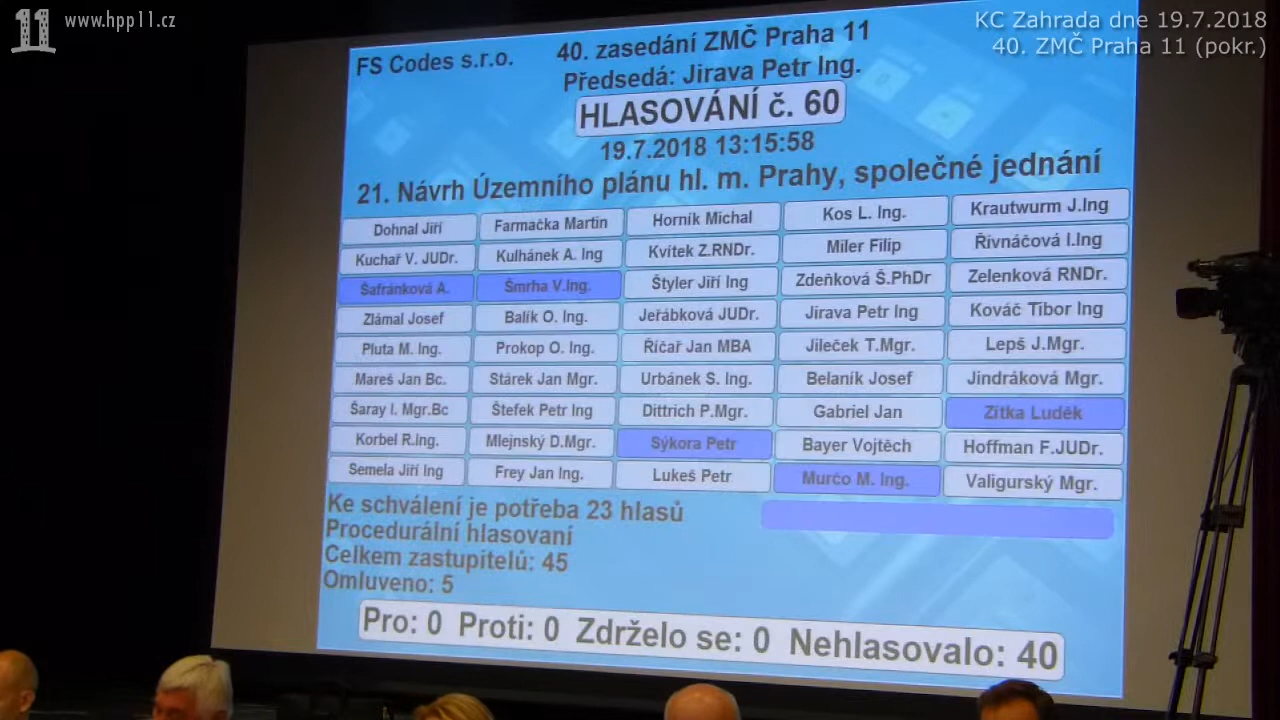 11 www.hpp11.cz
KC Zahrada dne 19.7.2018
40. ZMČ Praha 11 (pokr.)
FS Codes s.r.o.
40. zasedání ZMČ Praha 11
Předsedá: Jirava Petr Ing.
HLASOVÁNÍ č. 60
19.7.2018 13:15:58
21. Návrh Územního plánu hl. m. Prahy, společné jednání
Dohnal Jiří Farmačka Martin Horník Michal Kos L. Ing. Krautwurm J.Ing
Kuchař V. JUDr. Kulhánek A. Ing Kvítek Z.RNDr. Miler Filip Řivnáčová I.Ing
Šafránková A. Šmrha V.Ing. Štyler Jiří Ing Zdeňková Š.PhDr Zelenková RNDr.
Zlámal Josef Balík O. Ing. Jeřábková JUDr. Jirava Petr Ing Kováč Tibor Ing
Pluta M. Ing. Prokop O. Ing. Říčař Jan MBA Jileček T.Mgr. Lepš J.Mgr.
Mareš Jan Bc. Stárek Jan Mgr. Urbánek S. Ing. Belaník Josef Jindráková Mgr.
Šaray I. Mgr.Bc Štefek Petr Ing Dittrich P.Mgr. Gabriel Jan Zítka Luděk
Korbel R.Ing. Mlejnský D.Mgr. Sýkora Petr Bayer Vojtěch Hoffman F.JUDr.
Semela Jiří Ing Frey Jan Ing. Lukeš Petr Murčo M. Ing. Valigurský Mgr.
Ke schválení je potřeba 23 hlasů
Procedurální hlasovaní
Celkem zastupitelů: 45
Omluveno: 5
Pro: 0 Proti: 0 Zdrželo se: 0 Nehlasovalo: 40